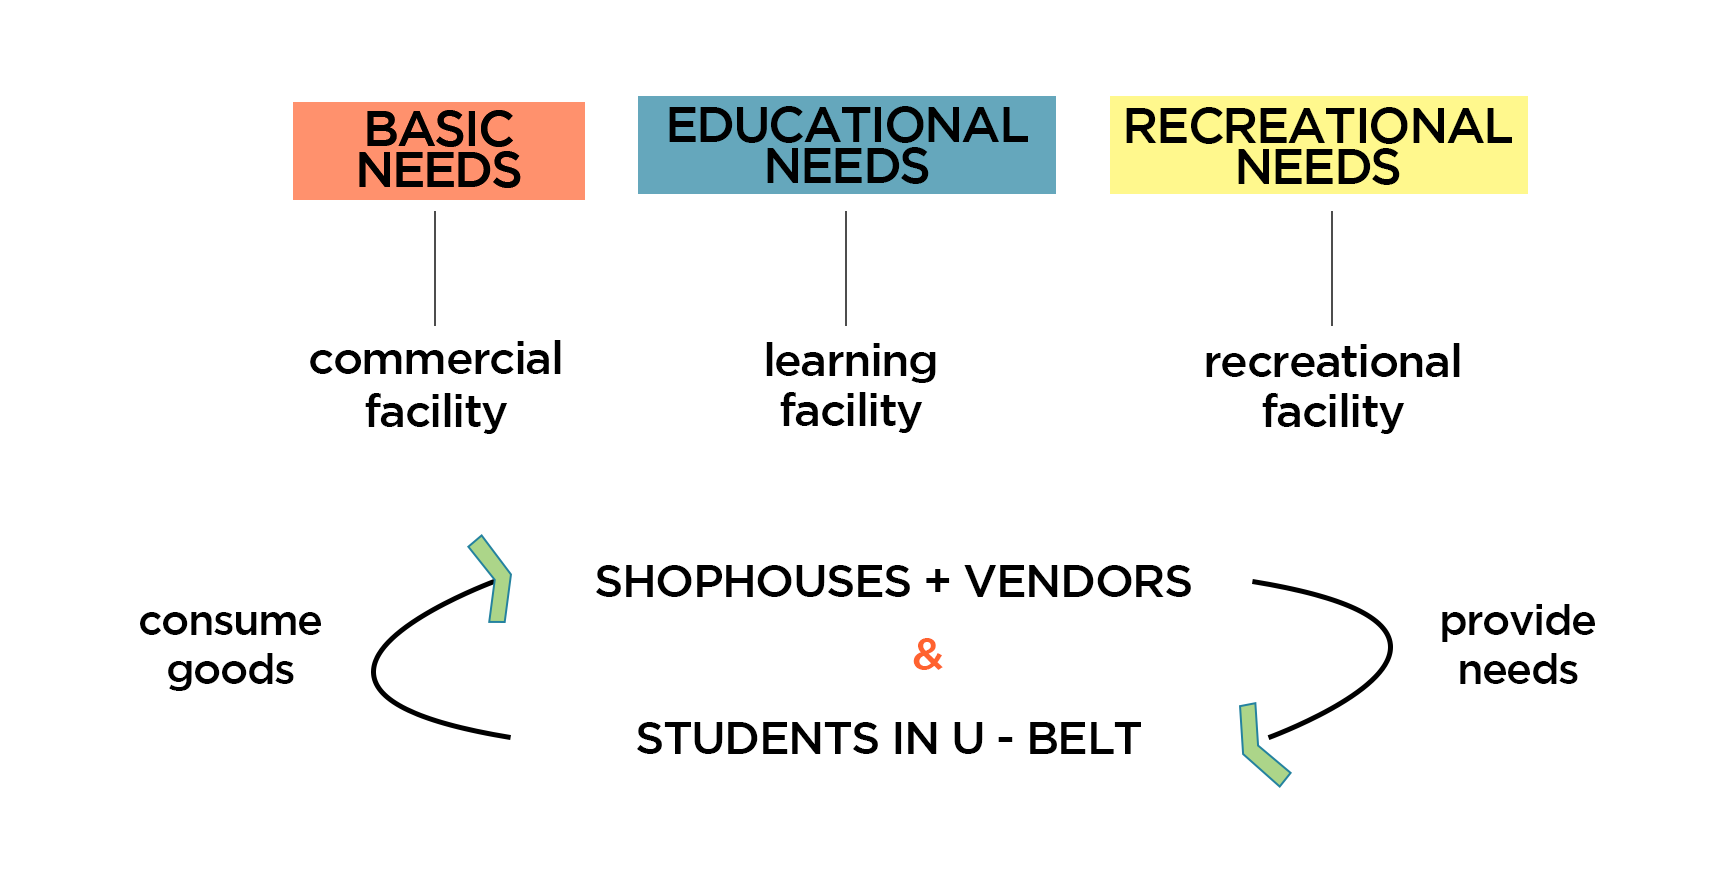 BASIC
NEEDS
EDUCATIONAL
NEEDS
RECREATIONAL
NEEDS
commercial
facility
learning
facility
recreational
facility
SHOPHOUSES + VENDORS
consume
goods
&
provide
needs
STUDENTS IN U - BELT